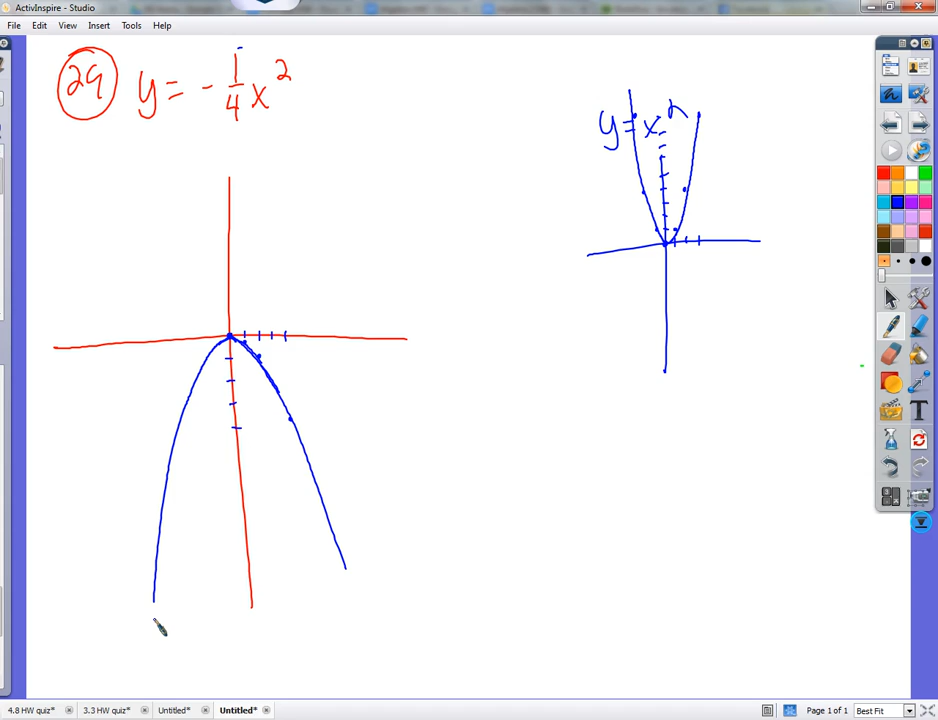 ActivInspire - Studio
File Edit View Insert Tools Help
29 y = - 1/4 x²
y = x²
T
4.8 HW quiz* 3.3 HW quiz* Untitled* Untitled*
Page 1 of 1 Best Fit